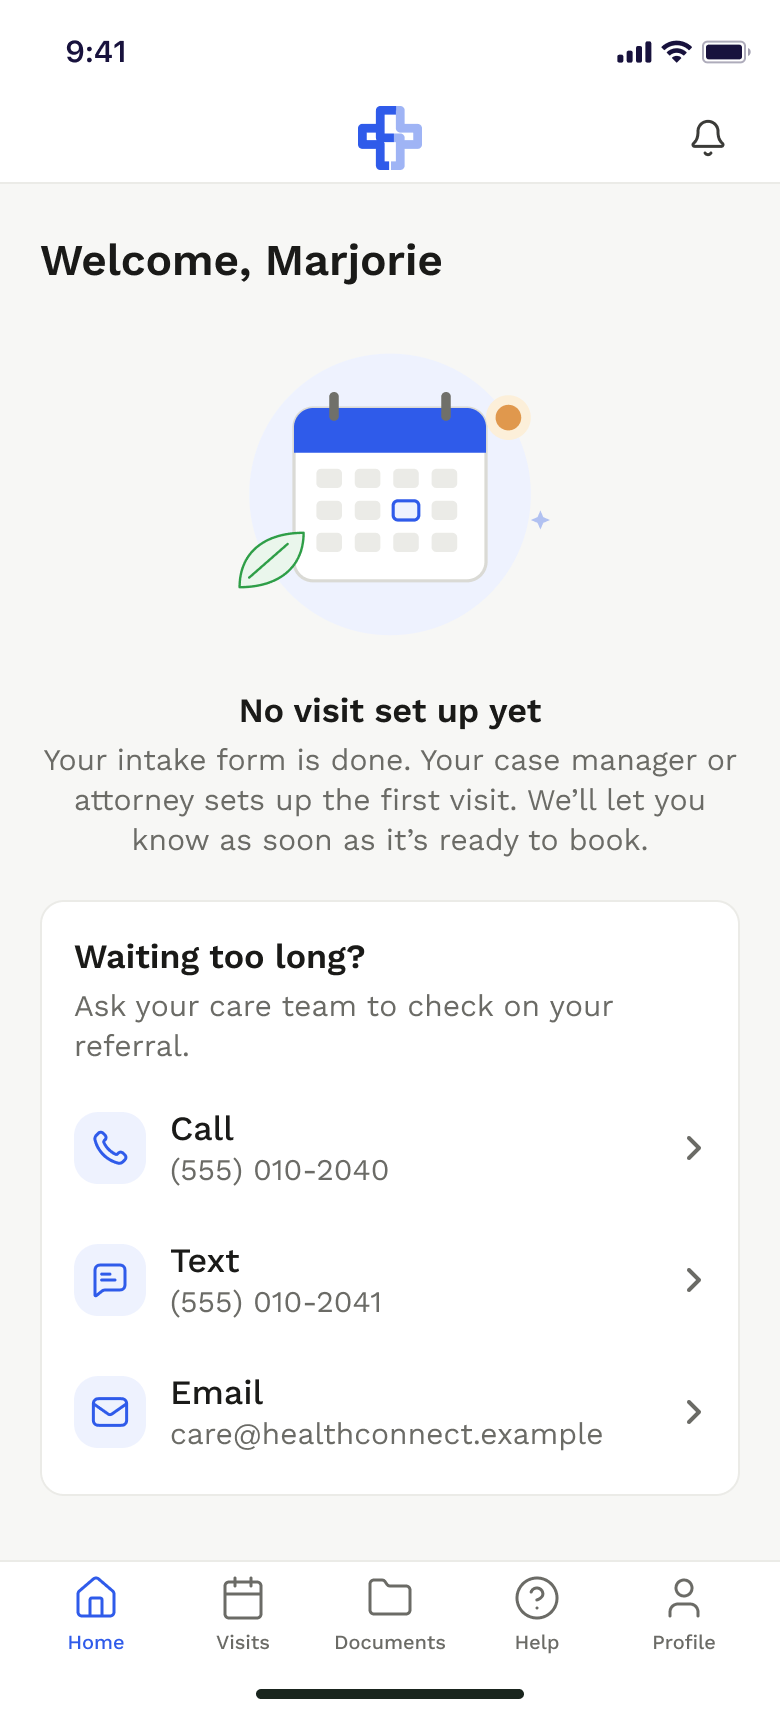 9:41
Welcome, Marjorie
No visit set up yet
Your intake form is done. Your case manager or
attorney sets up the first visit. We’ll let you
know as soon as it’s ready to book.
Waiting too long?
Ask your care team to check on your
referral.
Call
(555) 010-2040
Text
(555) 010-2041
Email
care@healthconnect.example
Home
Visits
Documents
Help
Profile